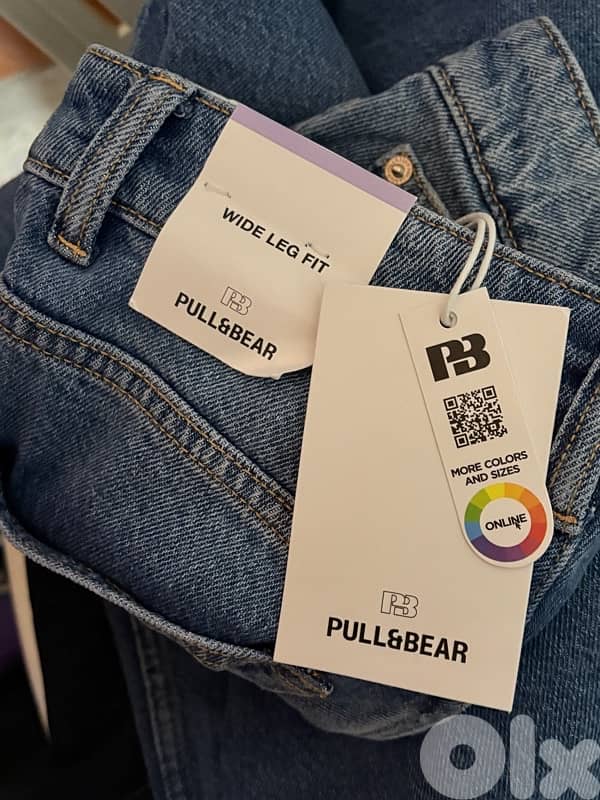 WIDE LEG FIT
PB
PULL&BEAR
PB
MORE COLORS
AND SIZES
ONLINE
PB
PULL&BEAR
Olx